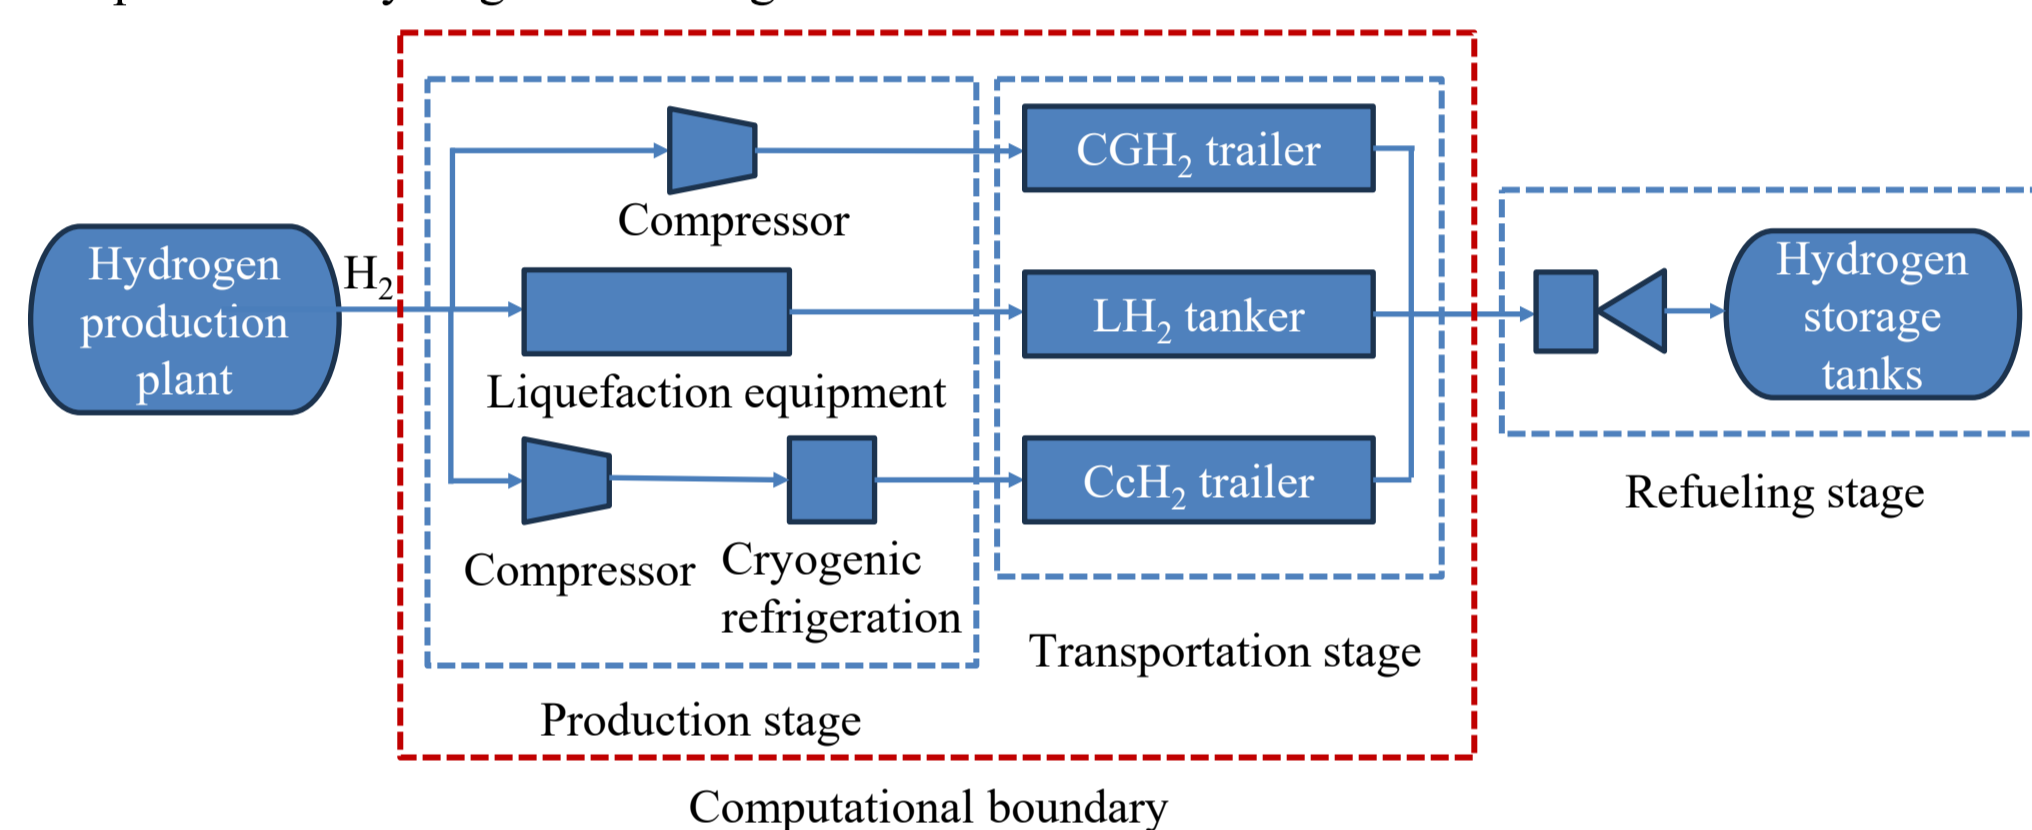 Hydrogen
production
plant
H₂
Compressor
Liquefaction equipment
Compressor
Cryogenic
refrigeration
Production stage
CGH₂ trailer
LH₂ tanker
CcH₂ trailer
Transportation stage
Hydrogen
storage
tanks
Refueling stage
Computational boundary